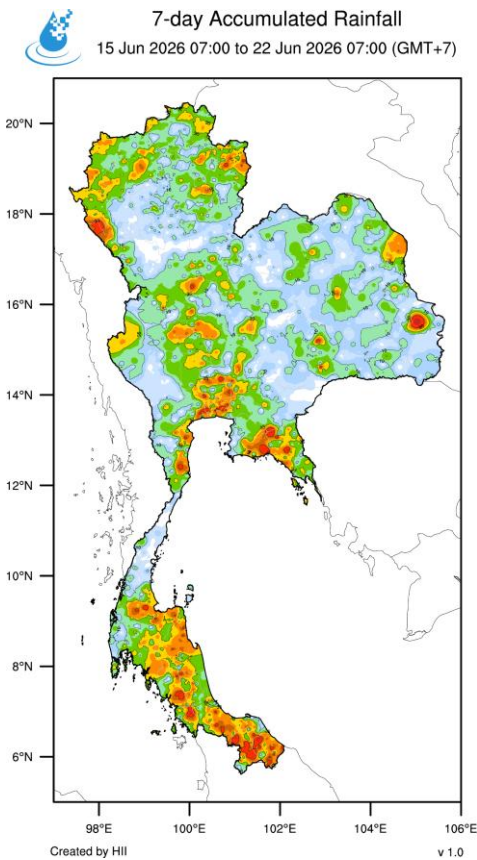 7-day Accumulated Rainfall
15 Jun 2026 07:00 to 22 Jun 2026 07:00 (GMT+7)
20°N
18°N
16°N
14°N
12°N
10°N
8°N
6°N
98°E 100°E 102°E 104°E 106°E
Created by HII v 1.0